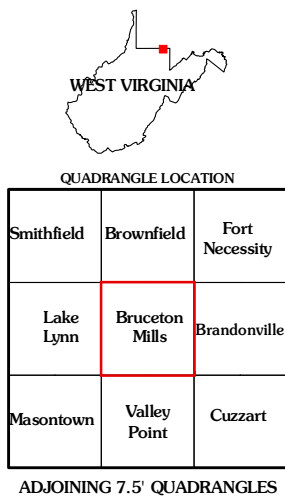 WEST VIRGINIA
QUADRANGLE LOCATION
Smithfield
Brownfield
Fort
Necessity
Lake
Lynn
Bruceton
Mills
Brandonville
Masontown
Valley
Point
Cuzzart
ADJOINING 7.5' QUADRANGLES